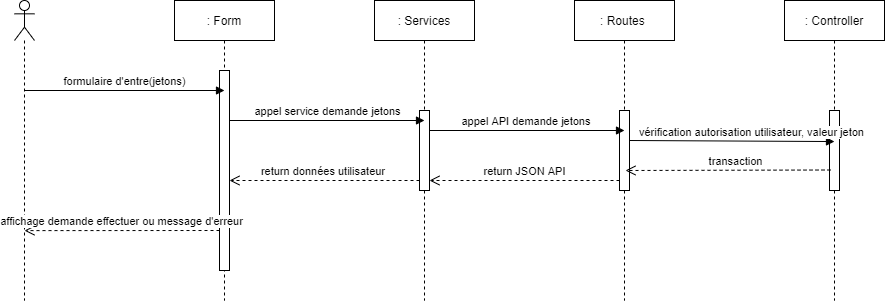 : Form
: Services
: Routes
: Controller
formulaire d'entre(jetons)
appel service demande jetons
appel API demande jetons
vérification autorisation utilisateur, valeur jeton
transaction
return JSON API
return données utilisateur
affichage demande effectuer ou message d'erreur